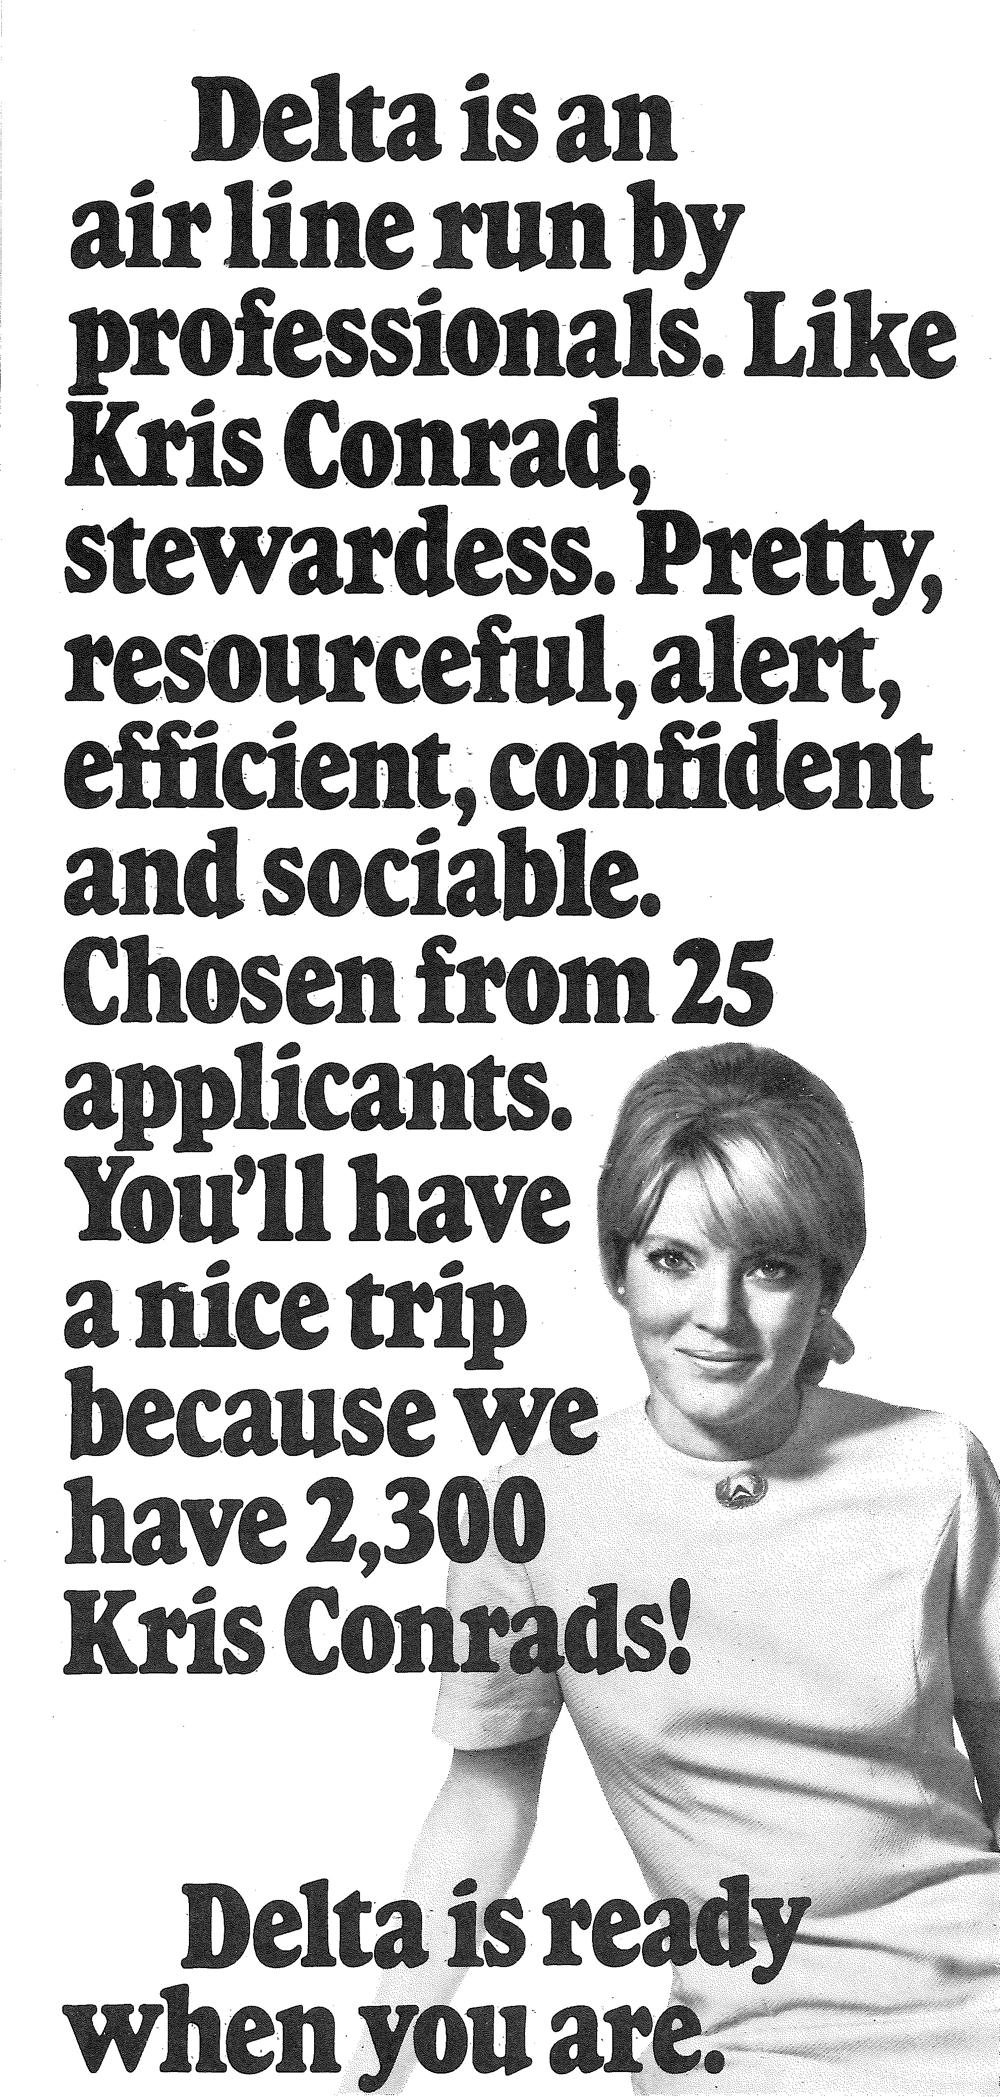 Delta is an
air line run by
professionals. Like
Kris Conrad,
stewardess. Pretty,
resourceful, alert,
efficient, confident
and sociable.
Chosen from 25
applicants.
You'll have
a nice trip
because we
have 2,300
Kris Conrads!
Delta is ready
when you are.